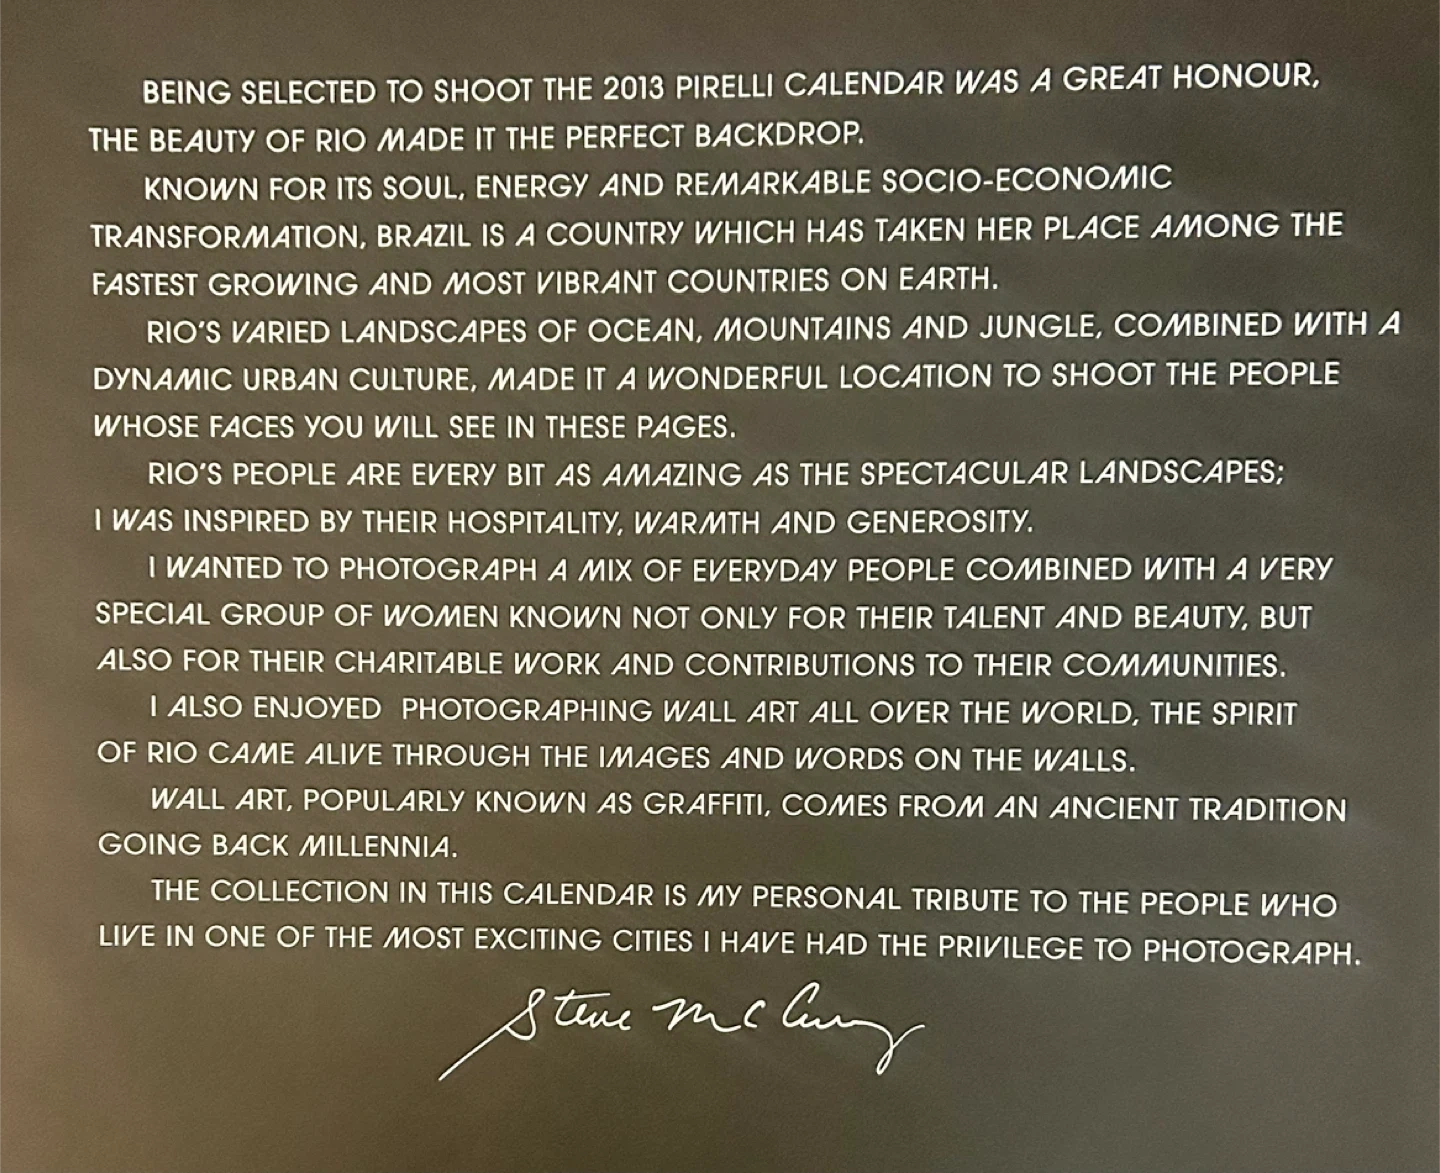 BEING SELECTED TO SHOOT THE 2013 PIRELLI CALENDAR WAS A GREAT HONOUR,
THE BEAUTY OF RIO MADE IT THE PERFECT BACKDROP.
KNOWN FOR ITS SOUL, ENERGY AND REMARKABLE SOCIO-ECONOMIC
TRANSFORMATION, BRAZIL IS A COUNTRY WHICH HAS TAKEN HER PLACE AMONG THE
FASTEST GROWING AND MOST VIBRANT COUNTRIES ON EARTH.
RIO'S VARIED LANDSCAPES OF OCEAN, MOUNTAINS AND JUNGLE, COMBINED WITH A
DYNAMIC URBAN CULTURE, MADE IT A WONDERFUL LOCATION TO SHOOT THE PEOPLE
WHOSE FACES YOU WILL SEE IN THESE PAGES.
RIO'S PEOPLE ARE EVERY BIT AS AMAZING AS THE SPECTACULAR LANDSCAPES;
I WAS INSPIRED BY THEIR HOSPITALITY, WARMTH AND GENEROSITY.
I WANTED TO PHOTOGRAPH A MIX OF EVERYDAY PEOPLE COMBINED WITH A VERY
SPECIAL GROUP OF WOMEN KNOWN NOT ONLY FOR THEIR TALENT AND BEAUTY, BUT
ALSO FOR THEIR CHARITABLE WORK AND CONTRIBUTIONS TO THEIR COMMUNITIES.
I ALSO ENJOYED PHOTOGRAPHING WALL ART ALL OVER THE WORLD, THE SPIRIT
OF RIO CAME ALIVE THROUGH THE IMAGES AND WORDS ON THE WALLS.
WALL ART, POPULARLY KNOWN AS GRAFFITI, COMES FROM AN ANCIENT TRADITION
GOING BACK MILLENNIA.
THE COLLECTION IN THIS CALENDAR IS MY PERSONAL TRIBUTE TO THE PEOPLE WHO
LIVE IN ONE OF THE MOST EXCITING CITIES I HAVE HAD THE PRIVILEGE TO PHOTOGRAPH.
Steve McCurry